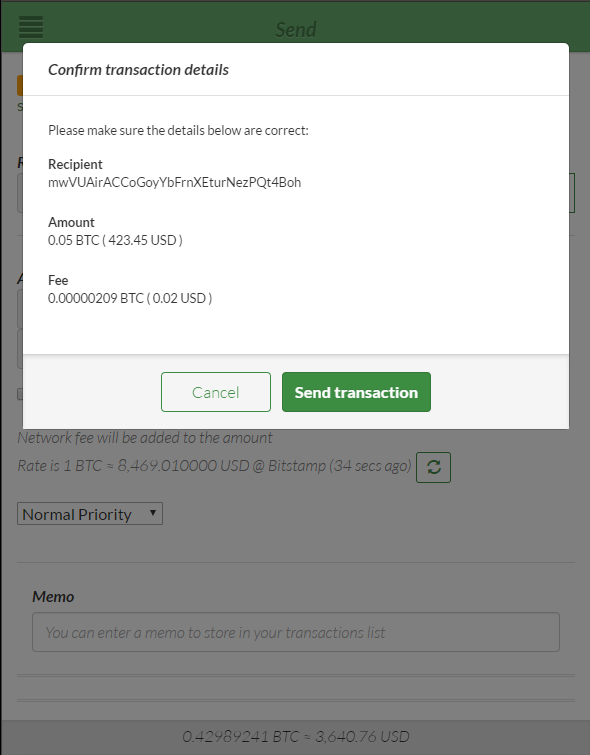 Send
Confirm transaction details
Please make sure the details below are correct:
Recipient
mwVUAirACCoGoyYbFrnXEturNezPQt4Boh
Amount
0.05 BTC ( 423.45 USD )
Fee
0.00000209 BTC ( 0.02 USD )
Cancel
Send transaction
Network fee will be added to the amount
Rate is 1 BTC ≈ 8,469.010000 USD @ Bitstamp (34 secs ago)
Normal Priority
Memo
You can enter a memo to store in your transactions list
0.42989241 BTC ≈ 3,640.76 USD